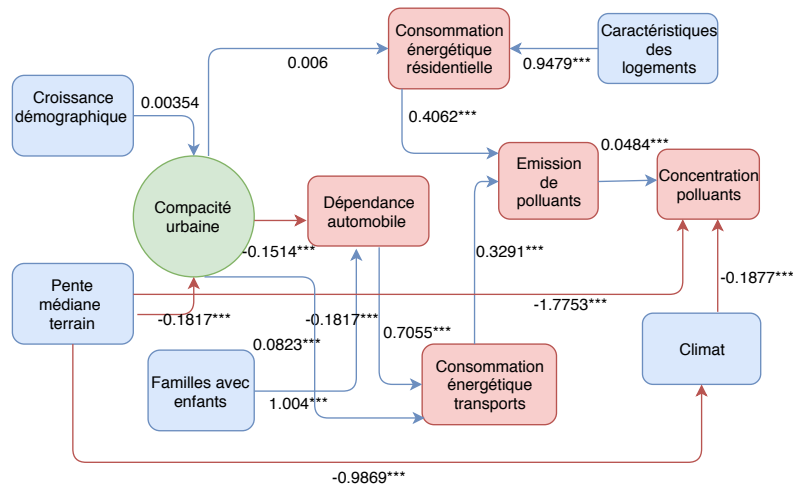 Consommation
énergétique
résidentielle
Caractéristiques
des
logements
0.006
0.9479***
Croissance
démographique
0.00354
0.4062***
0.0484***
Emission
de
polluants
Concentration
polluants
Compacité
urbaine
Dépendance
automobile
-0.1514***
0.3291***
Pente
médiane
terrain
-0.1877***
-1.7753***
-0.1817***
-0.1817***
0.7055***
0.0823***
Climat
Familles avec
enfants
1.004***
Consommation
énergétique
transports
-0.9869***